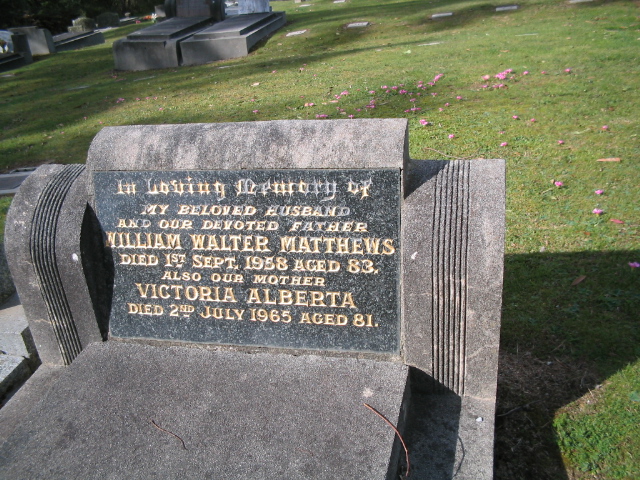 In Loving Memory of
MY BELOVED HUSBAND
AND OUR DEVOTED FATHER
WILLIAM WALTER MATTHEWS
DIED 1ST SEPT. 1958 AGED 83.
ALSO OUR MOTHER
VICTORIA ALBERTA
DIED 2ND JULY 1965 AGED 81.